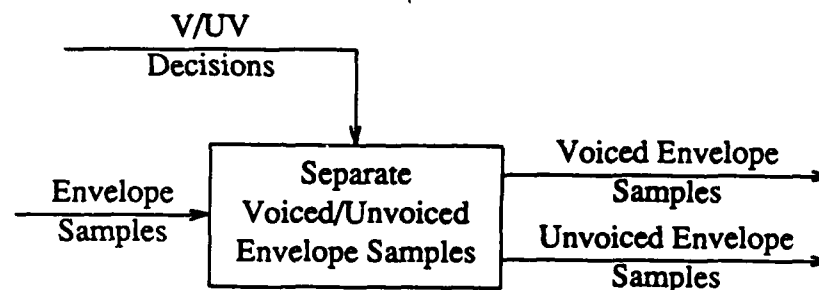 V/UV
Decisions
Envelope
Samples
Separate
Voiced/Unvoiced
Envelope Samples
Voiced Envelope
Samples
Unvoiced Envelope
Samples